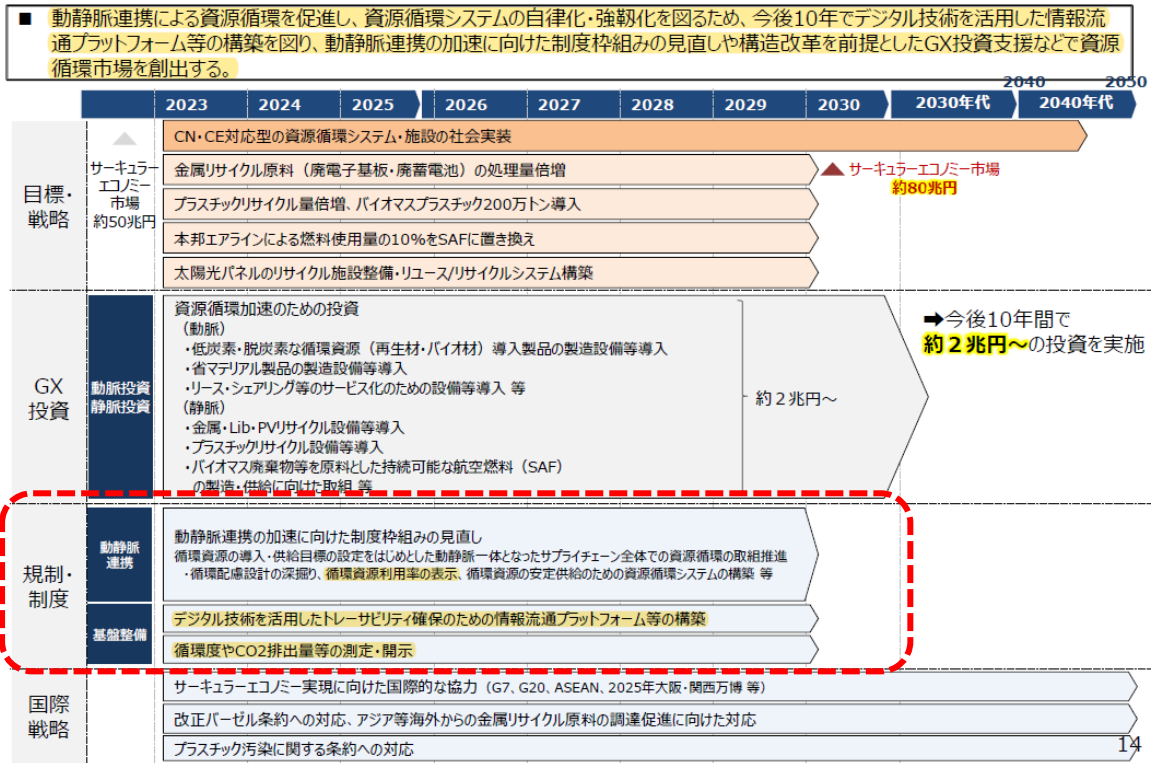 ■ 動静脈連携による資源循環を促進し、資源循環システムの自律化・強靱化を図るため、今後10年でデジタル技術を活用した情報流
通プラットフォーム等の構築を図り、動静脈連携の加速に向けた制度枠組みの見直しや構造改革を前提としたGX投資支援などで資源
循環市場を創出する。
2040 2050
2023 2024 2025 2026 2027 2028 2029 2030 2030年代 2040年代
目標・
戦略
サーキュラー
エコノミー
市場
約50兆円
CN・CE対応型の資源循環システム・施設の社会実装
金属リサイクル原料（廃電子基板・廃蓄電池）の処理量倍増
サーキュラーエコノミー市場
約80兆円
プラスチックリサイクル量倍増、バイオマスプラスチック200万トン導入
本邦エアラインによる燃料使用量の10％をSAFに置き換え
太陽光パネルのリサイクル施設整備・リユース/リサイクルシステム構築
GX
投資
動脈投資
静脈投資
資源循環加速のための投資
（動脈）
・低炭素・脱炭素な循環資源（再生材・バイオ材）導入製品の製造設備等導入
・省マテリアル製品の製造設備等導入
・リース・シェアリング等のサービス化のための設備等導入 等
（静脈）
・金属・Lib・PVリサイクル設備等導入
・プラスチックリサイクル設備等導入
・バイオマス廃棄物等を原料とした持続可能な航空燃料（SAF）
の製造・供給に向けた取組 等
約２兆円～
➡今後10年間で
約２兆円～の投資を実施
規制・
制度
動静脈
連携
動静脈連携の加速に向けた制度枠組みの見直し
循環資源の導入・供給目標の設定をはじめとした動静脈一体となったサプライチェーン全体での資源循環の取組推進
・循環配慮設計の深掘り、循環資源利用率の表示、循環資源の安定供給のための資源循環システムの構築 等
基盤整備
デジタル技術を活用したトレーサビリティ確保のための情報流通プラットフォーム等の構築
循環度やCO2排出量等の測定・開示
国際
戦略
サーキュラーエコノミー実現に向けた国際的な協力（G7、G20、ASEAN、2025年大阪・関西万博 等）
改正バーゼル条約への対応、アジア等海外からの金属リサイクル原料の調達促進に向けた対応
プラスチック汚染に関する条約への対応
14